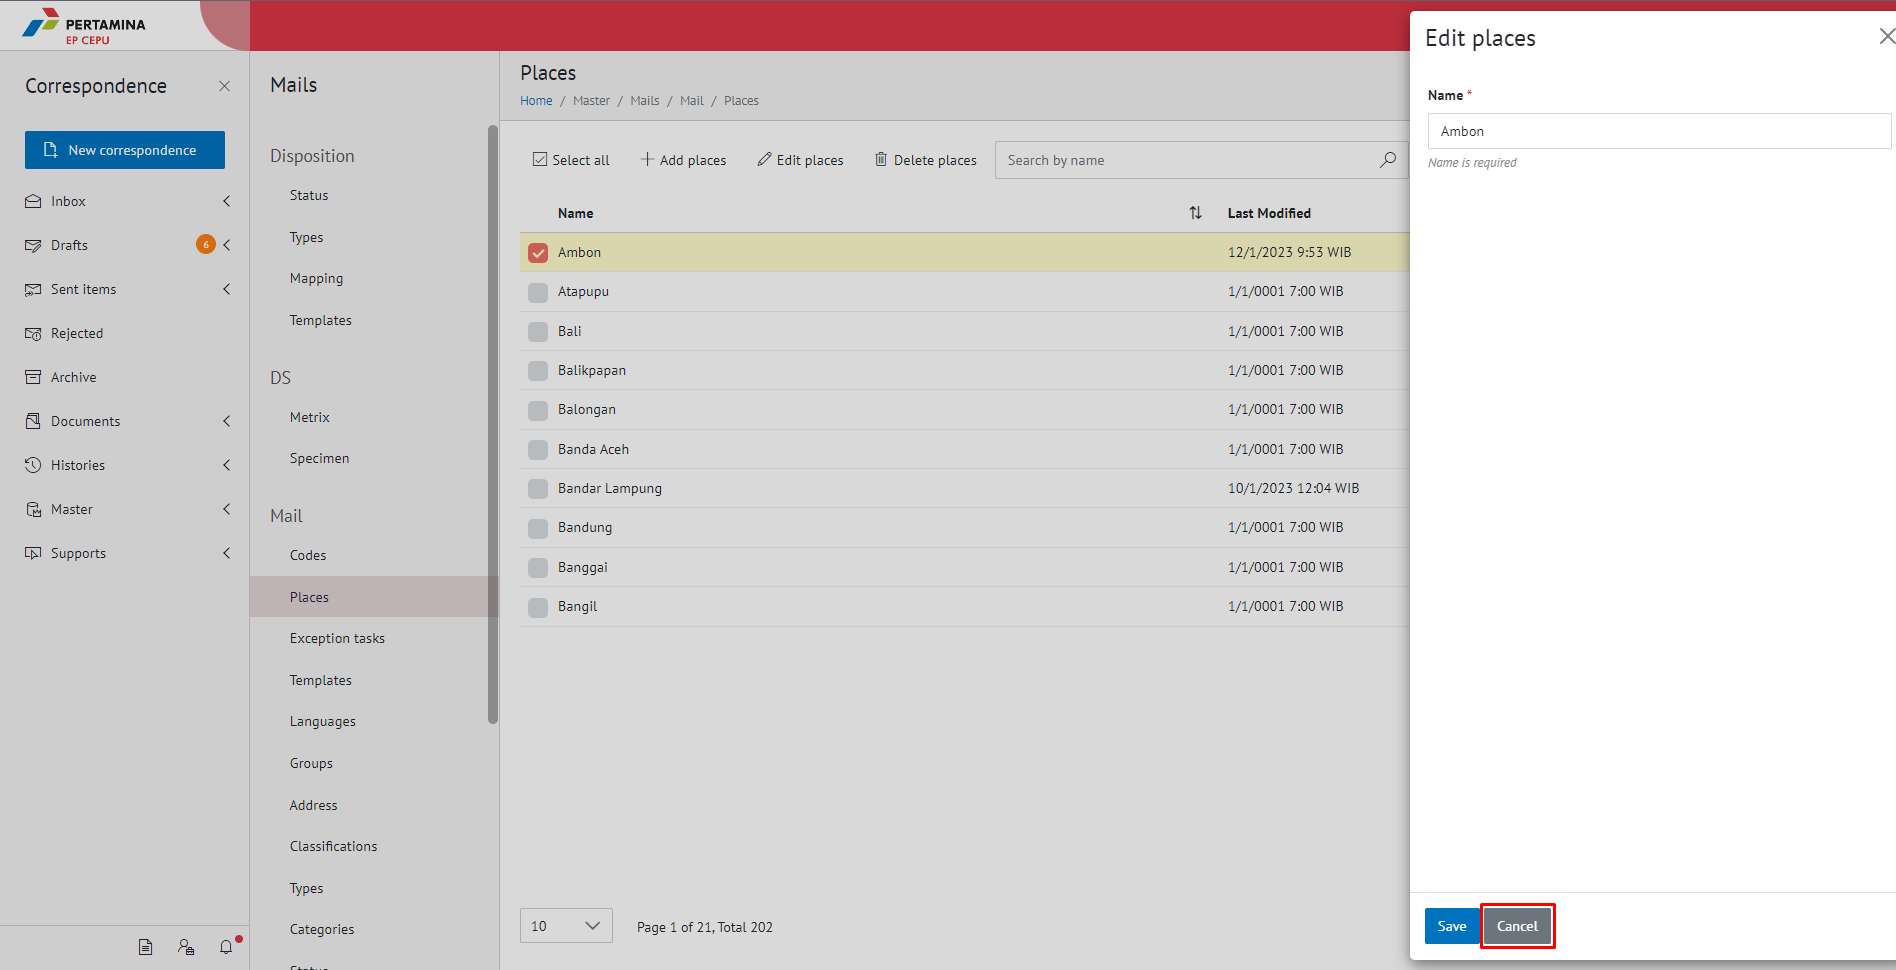 PERTAMINA
EP CEPU
Correspondence
New correspondence
Inbox
Drafts 6
Sent items
Rejected
Archive
Documents
Histories
Master
Supports
Mails
Disposition
Status
Types
Mapping
Templates
DS
Metrix
Specimen
Mail
Codes
Places
Exception tasks
Templates
Languages
Groups
Address
Classifications
Types
Categories
Status
Places
Home / Master / Mails / Mail / Places
Select all Add places Edit places Delete places Search by name
Name Last Modified
Ambon 12/1/2023 9:53 WIB
Atapupu 1/1/0001 7:00 WIB
Bali 1/1/0001 7:00 WIB
Balikpapan 1/1/0001 7:00 WIB
Balongan 1/1/0001 7:00 WIB
Banda Aceh 1/1/0001 7:00 WIB
Bandar Lampung 10/1/2023 12:04 WIB
Bandung 1/1/0001 7:00 WIB
Banggai 1/1/0001 7:00 WIB
Bangil 1/1/0001 7:00 WIB
10 Page 1 of 21, Total 202
Edit places
Name *
Ambon
Name is required
Save Cancel